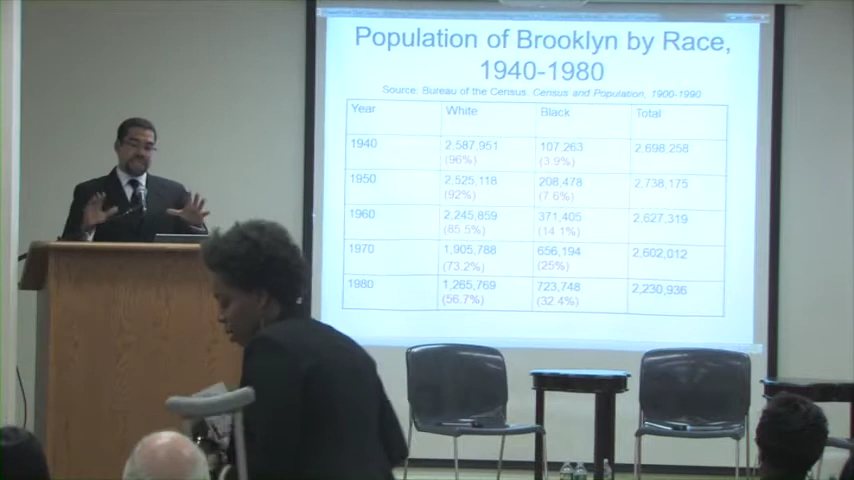 Population of Brooklyn by Race,
1940-1980
Source: Bureau of the Census. Census and Population, 1900-1990
Year White Black Total
1940 2,587,951 107,263 2,698,258
(96%) (3.9%)
1950 2,525,118 208,478 2,738,175
(92%) (7.6%)
1960 2,245,859 371,405 2,627,319
(85.5%) (14.1%)
1970 1,905,788 656,194 2,602,012
(73.2%) (25%)
1980 1,265,769 723,748 2,230,936
(56.7%) (32.4%)